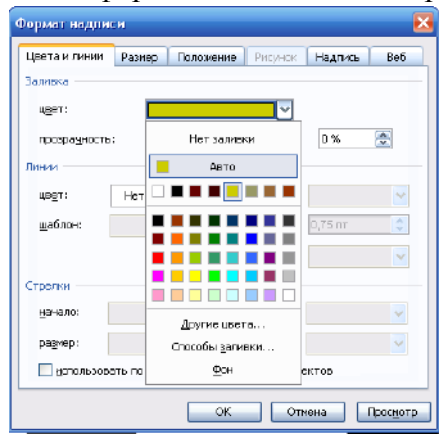 Формат надписи
Цвета и линии Размер Положение Рисунок Надпись Веб
Заливка
цвет:
Нет заливки
прозрачность: 0 %
Авто
Линии
цвет: Нет
шаблон: 0,75 пт
Стрелки
начало:
Другие цвета...
размер:
Способы заливки...
Фон
использовать по ектов
ОК Отмена Просмотр